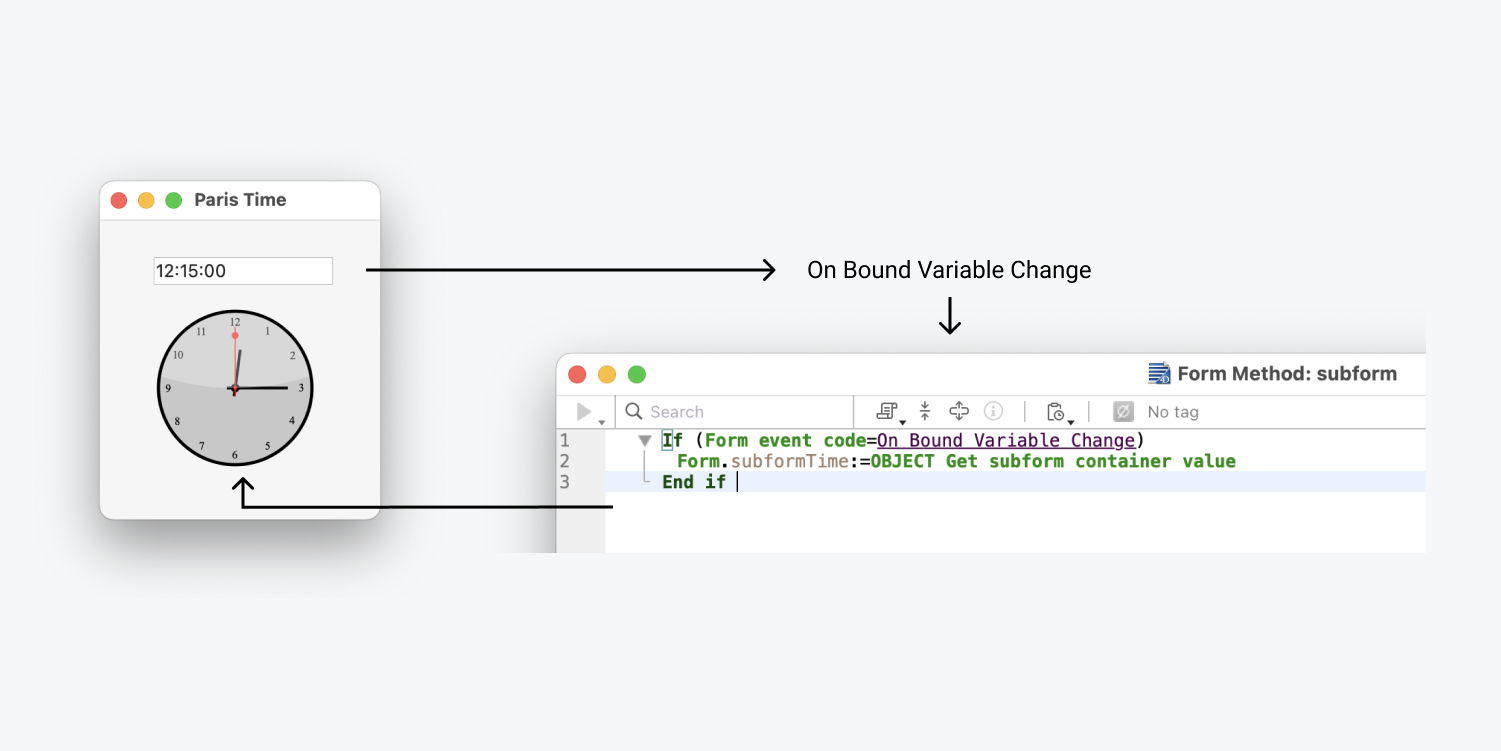 Paris Time
12:15:00
12
11 1
10 2
9 3
8 4
7 5
6
On Bound Variable Change
Form Method: subform
Search
No tag
1 If (Form event code=On Bound Variable Change)
2 Form.subformTime:=OBJECT Get subform container value
3 End if